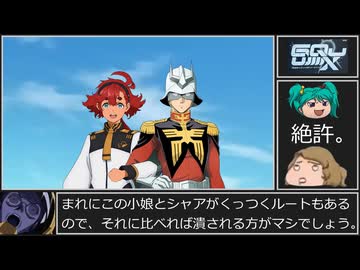 GQuuuuuuX
絶許。
まれにこの小娘とシャアがくっつくルートもある
ので、それに比べれば潰される方がマシでしょう。